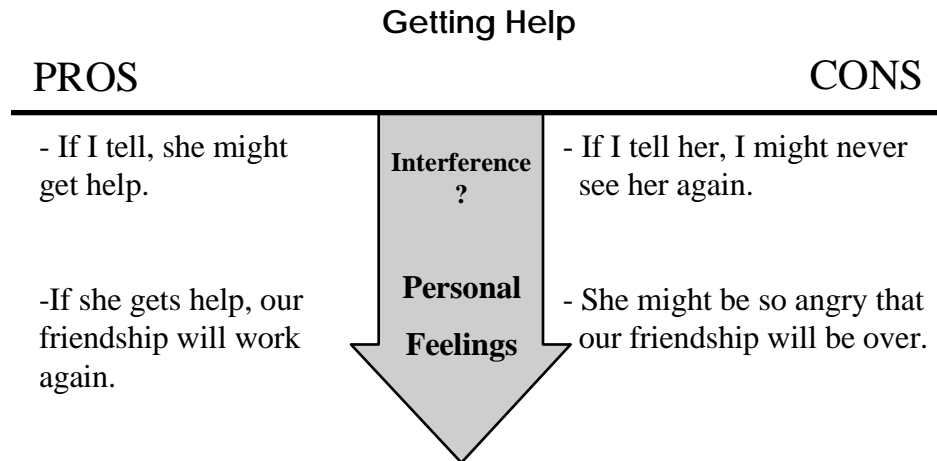 Getting Help
PROS
CONS
- If I tell, she might
get help.
Interference
?
- If I tell her, I might never
see her again.
-If she gets help, our
friendship will work
again.
Personal
Feelings
- She might be so angry that
our friendship will be over.